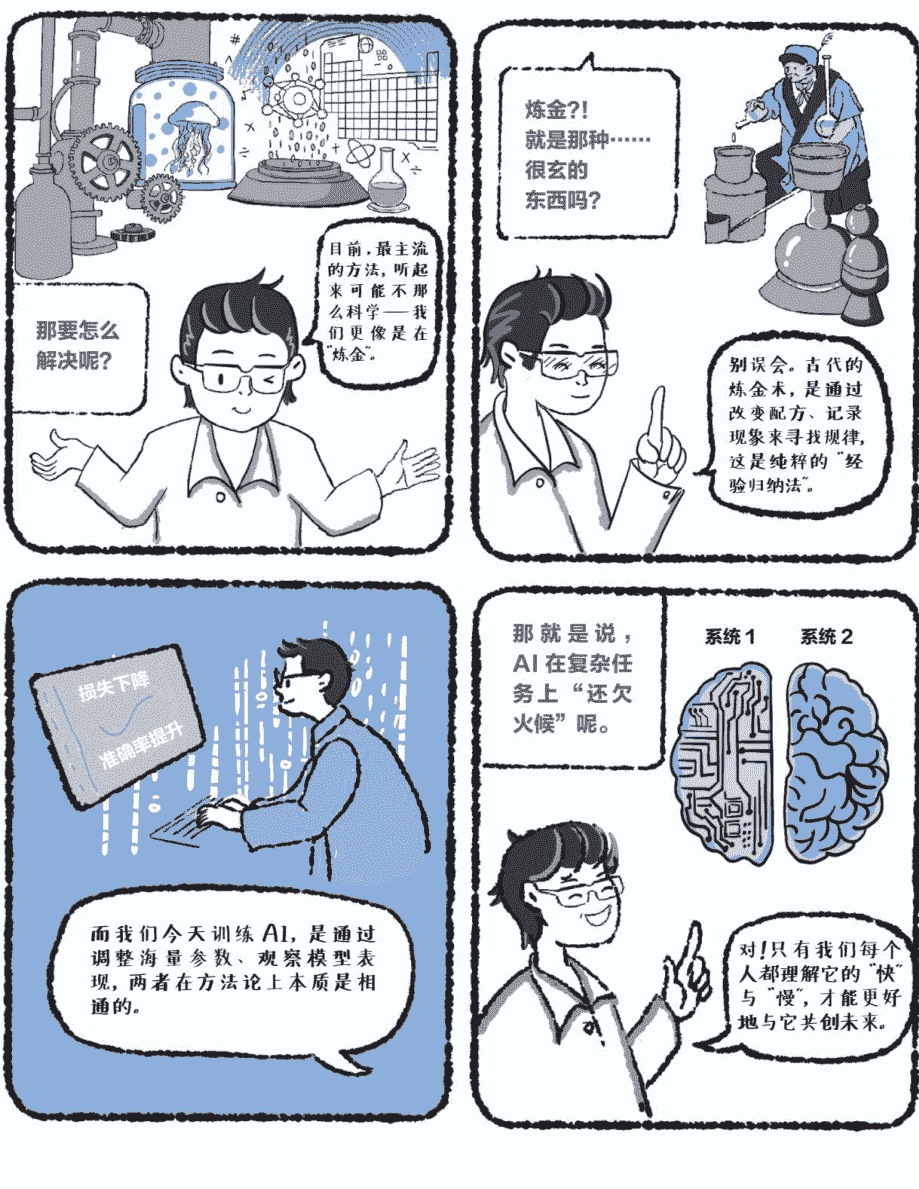 那要怎么
解决呢？
目前，最主流
的方法，听起
来可能不那
么科学——我
们更像是在
“炼金”。
炼金？！
就是那种……
很玄的
东西吗？
别误会。古代的
炼金术，是通过
改变配方、记录
现象来寻找规律，
这是纯粹的“经
验归纳法”。
损失下降
准确率提升
而我们今天训练AI，是通过
调整海量参数、观察模型表
现，两者在方法论上本质是相
通的。
那就是说，
AI在复杂任
务上“还欠
火候”呢。
系统1
系统2
对！只有我们每个
人都理解它的“快”
与“慢”，才能更好
地与它共创未来。